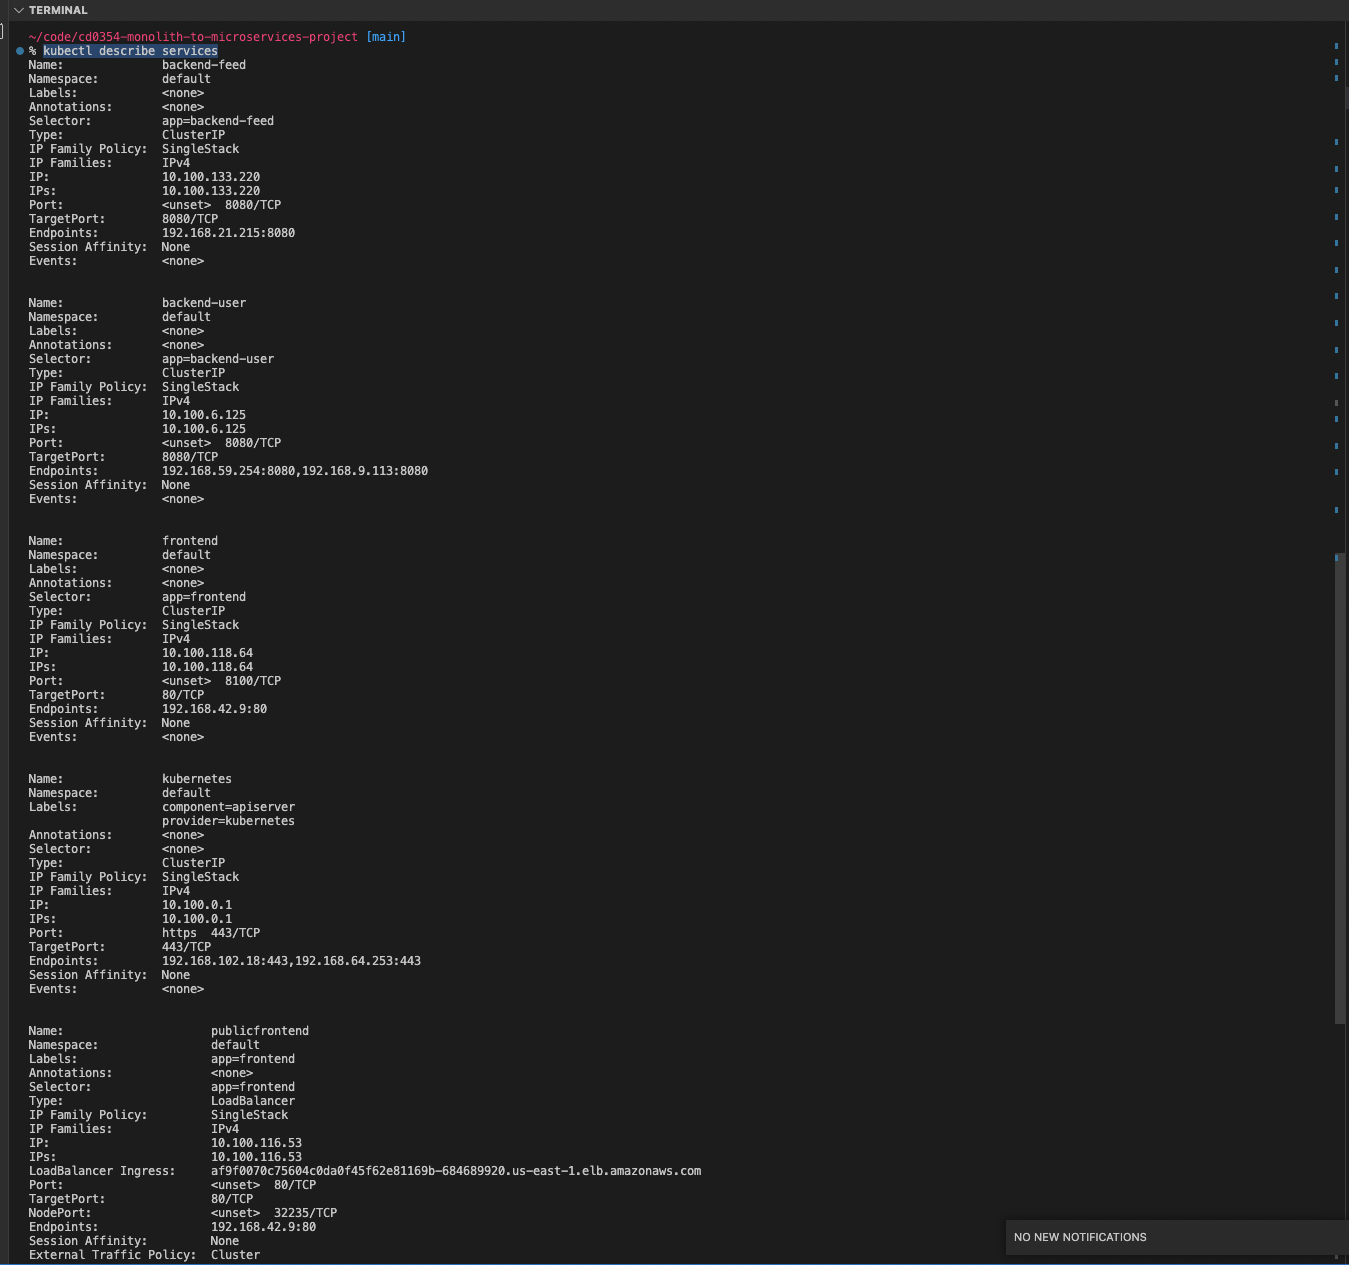 TERMINAL
~/code/cd0354-monolith-to-microservices-project [main]
% kubectl describe services
Name: backend-feed
Namespace: default
Labels: <none>
Annotations: <none>
Selector: app=backend-feed
Type: ClusterIP
IP Family Policy: SingleStack
IP Families: IPv4
IP: 10.100.133.220
IPs: 10.100.133.220
Port: <unset> 8080/TCP
TargetPort: 8080/TCP
Endpoints: 192.168.21.215:8080
Session Affinity: None
Events: <none>
Name: backend-user
Namespace: default
Labels: <none>
Annotations: <none>
Selector: app=backend-user
Type: ClusterIP
IP Family Policy: SingleStack
IP Families: IPv4
IP: 10.100.6.125
IPs: 10.100.6.125
Port: <unset> 8080/TCP
TargetPort: 8080/TCP
Endpoints: 192.168.59.254:8080,192.168.9.113:8080
Session Affinity: None
Events: <none>
Name: frontend
Namespace: default
Labels: <none>
Annotations: <none>
Selector: app=frontend
Type: ClusterIP
IP Family Policy: SingleStack
IP Families: IPv4
IP: 10.100.118.64
IPs: 10.100.118.64
Port: <unset> 8100/TCP
TargetPort: 80/TCP
Endpoints: 192.168.42.9:80
Session Affinity: None
Events: <none>
Name: kubernetes
Namespace: default
Labels: component=apiserver
provider=kubernetes
Annotations: <none>
Selector: <none>
Type: ClusterIP
IP Family Policy: SingleStack
IP Families: IPv4
IP: 10.100.0.1
IPs: 10.100.0.1
Port: https 443/TCP
TargetPort: 443/TCP
Endpoints: 192.168.102.18:443,192.168.64.253:443
Session Affinity: None
Events: <none>
Name: publicfrontend
Namespace: default
Labels: app=frontend
Annotations: <none>
Selector: app=frontend
Type: LoadBalancer
IP Family Policy: SingleStack
IP Families: IPv4
IP: 10.100.116.53
IPs: 10.100.116.53
LoadBalancer Ingress: af9f0070c75604c0da0f45f62e81169b-684689920.us-east-1.elb.amazonaws.com
Port: <unset> 80/TCP
TargetPort: 80/TCP
NodePort: <unset> 32235/TCP
Endpoints: 192.168.42.9:80
Session Affinity: None
External Traffic Policy: Cluster
NO NEW NOTIFICATIONS